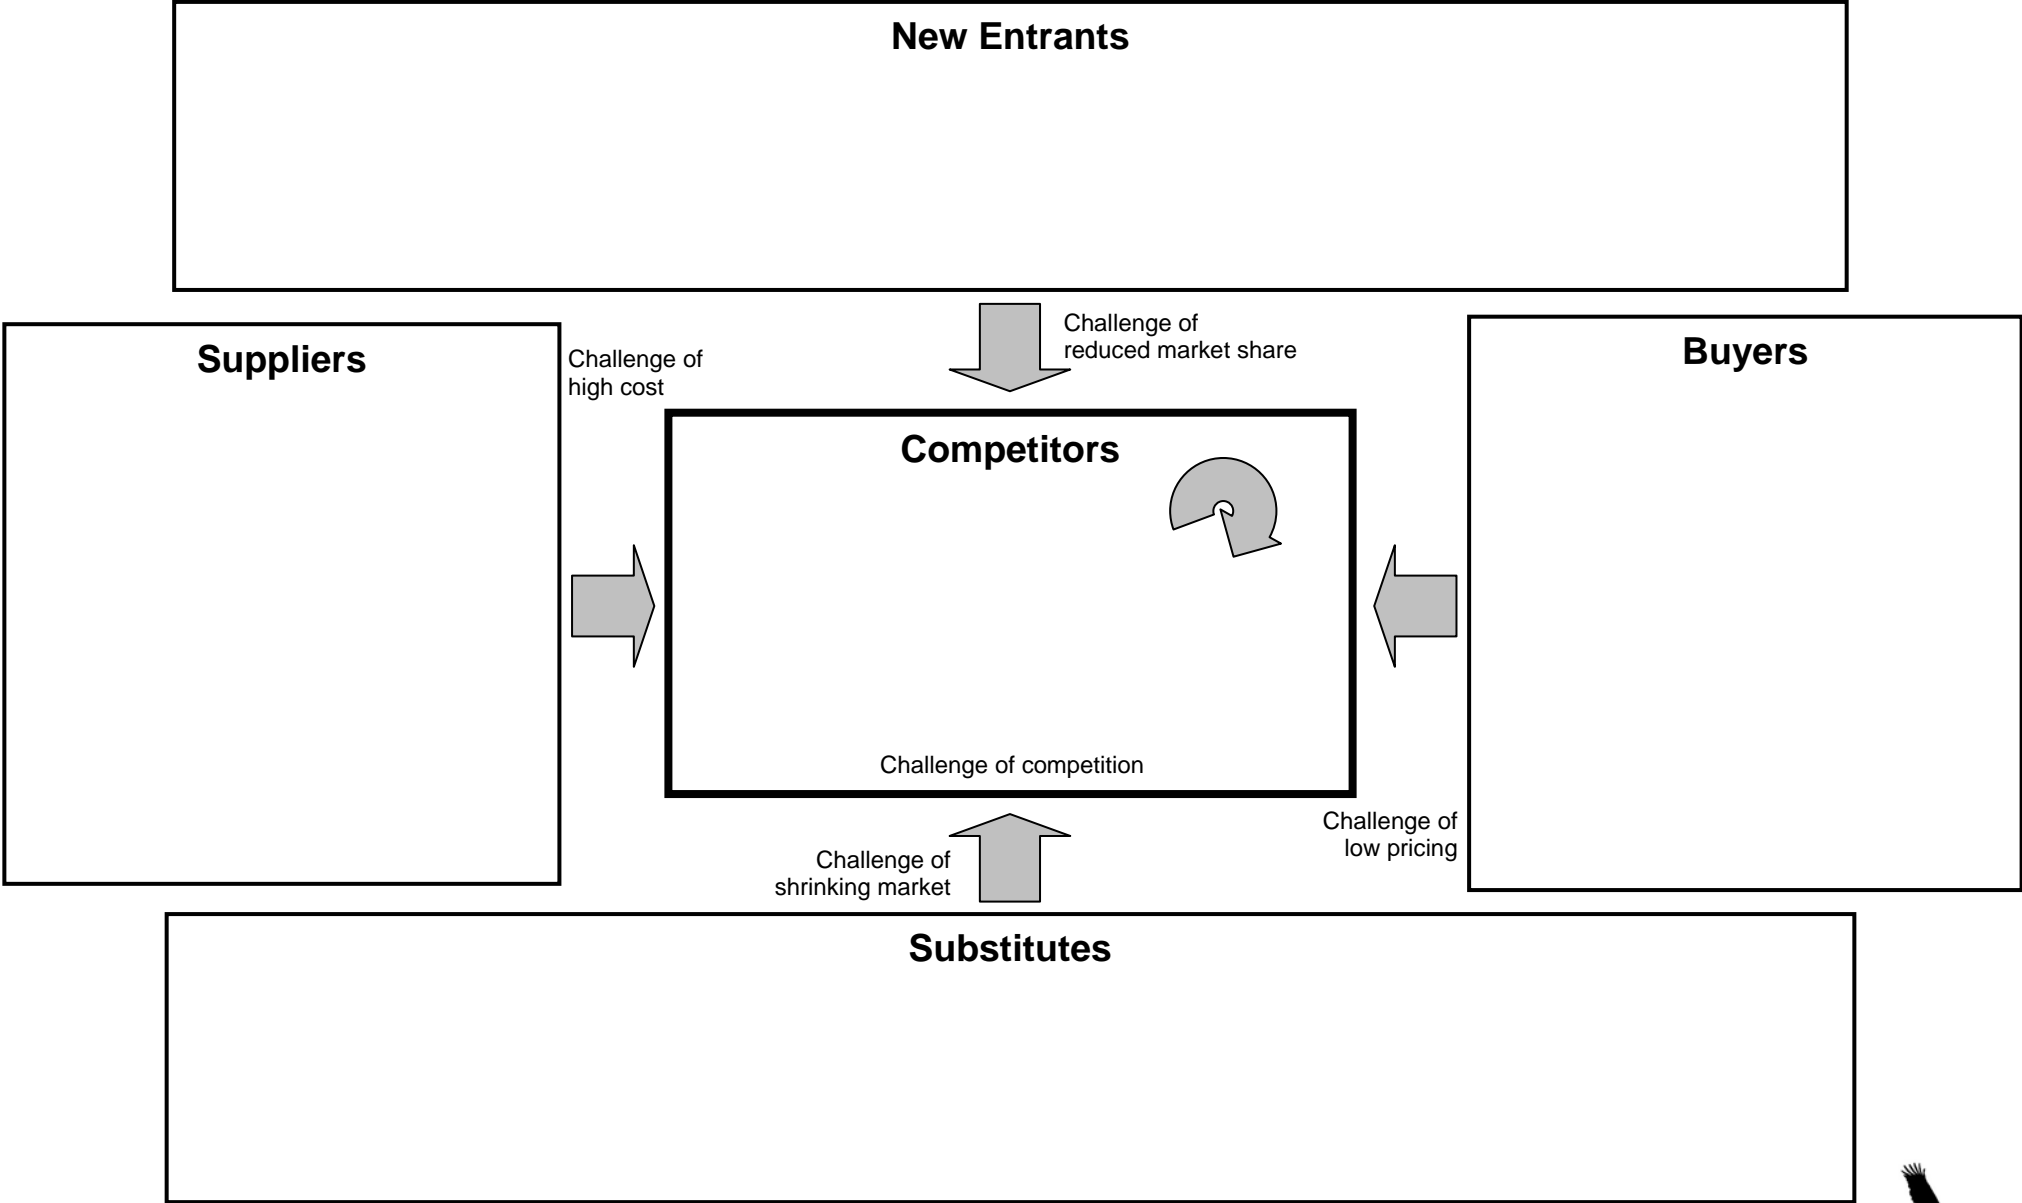 New Entrants
Challenge of
reduced market share
Suppliers
Challenge of
high cost
Buyers
Competitors
Challenge of competition
Challenge of
low pricing
Challenge of
shrinking market
Substitutes